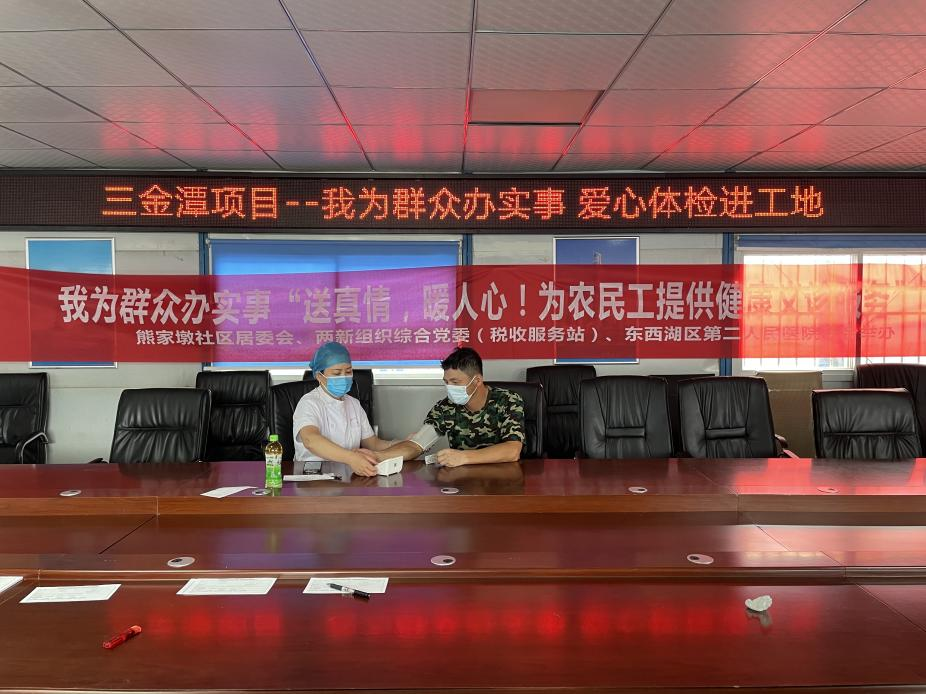 三金潭项目--我为群众办实事 爱心体检进工地
我为群众办实事“送真情，暖人心！为农民工提供健康义诊
熊家墩社区居委会、两新组织综合党委（税收服务站）、东西湖区第二人民医院 举办